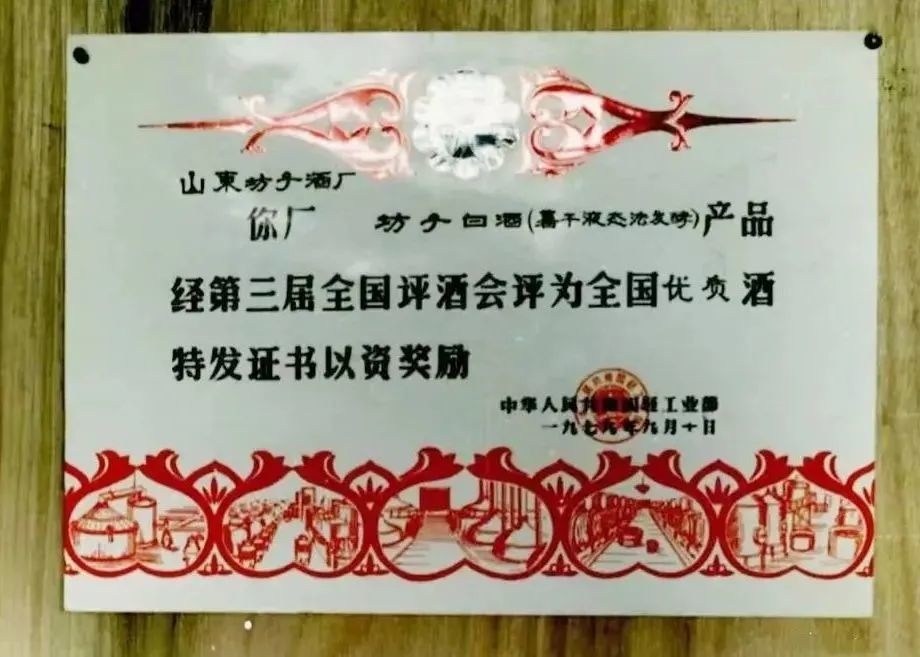 山东坊子酒厂
你厂 坊子白酒(薯干液态法发酵)产品
经第三届全国评酒会评为全国优质酒
特发证书以资奖励
中华人民共和国轻工业部
一九七九年九月十日